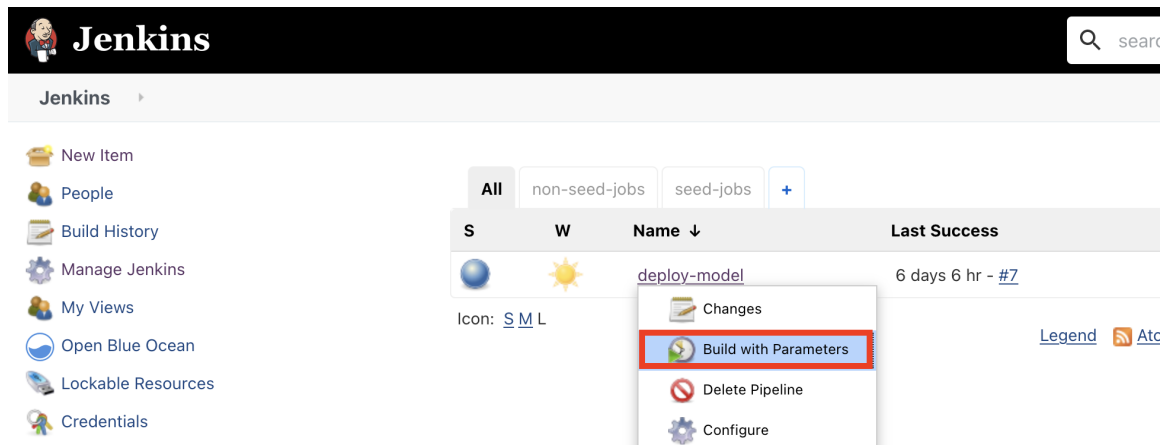 Jenkins
searc
Jenkins
New Item
People
Build History
Manage Jenkins
My Views
Open Blue Ocean
Lockable Resources
Credentials
All non-seed-jobs seed-jobs +
S W Name ↓ Last Success
deploy-model 6 days 6 hr - #7
Changes
Build with Parameters
Delete Pipeline
Configure
Icon: S M L
Legend Ato